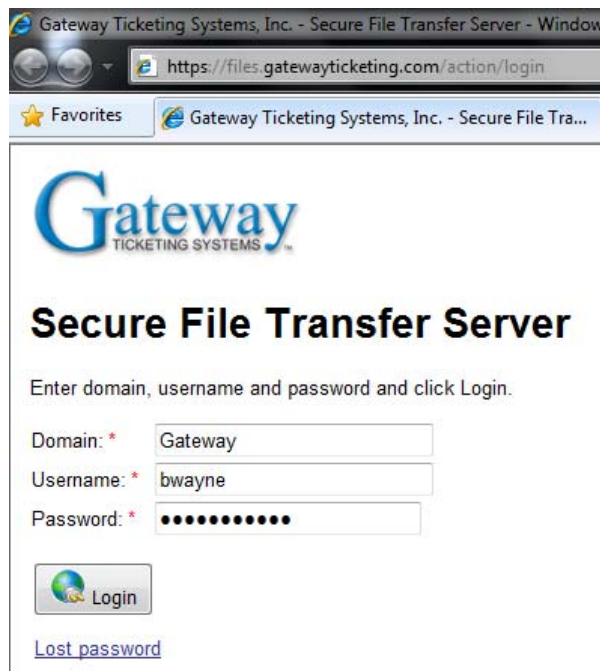 Gateway Ticketing Systems, Inc. - Secure File Transfer Server - Window
https://files.gatewayticketing.com/action/login
Favorites
Gateway Ticketing Systems, Inc. - Secure File Tra...
Gateway
TICKETING SYSTEMS
Secure File Transfer Server
Enter domain, username and password and click Login.
Domain: * Gateway
Username: * bwayne
Password: * •••••••••••
Login
Lost password